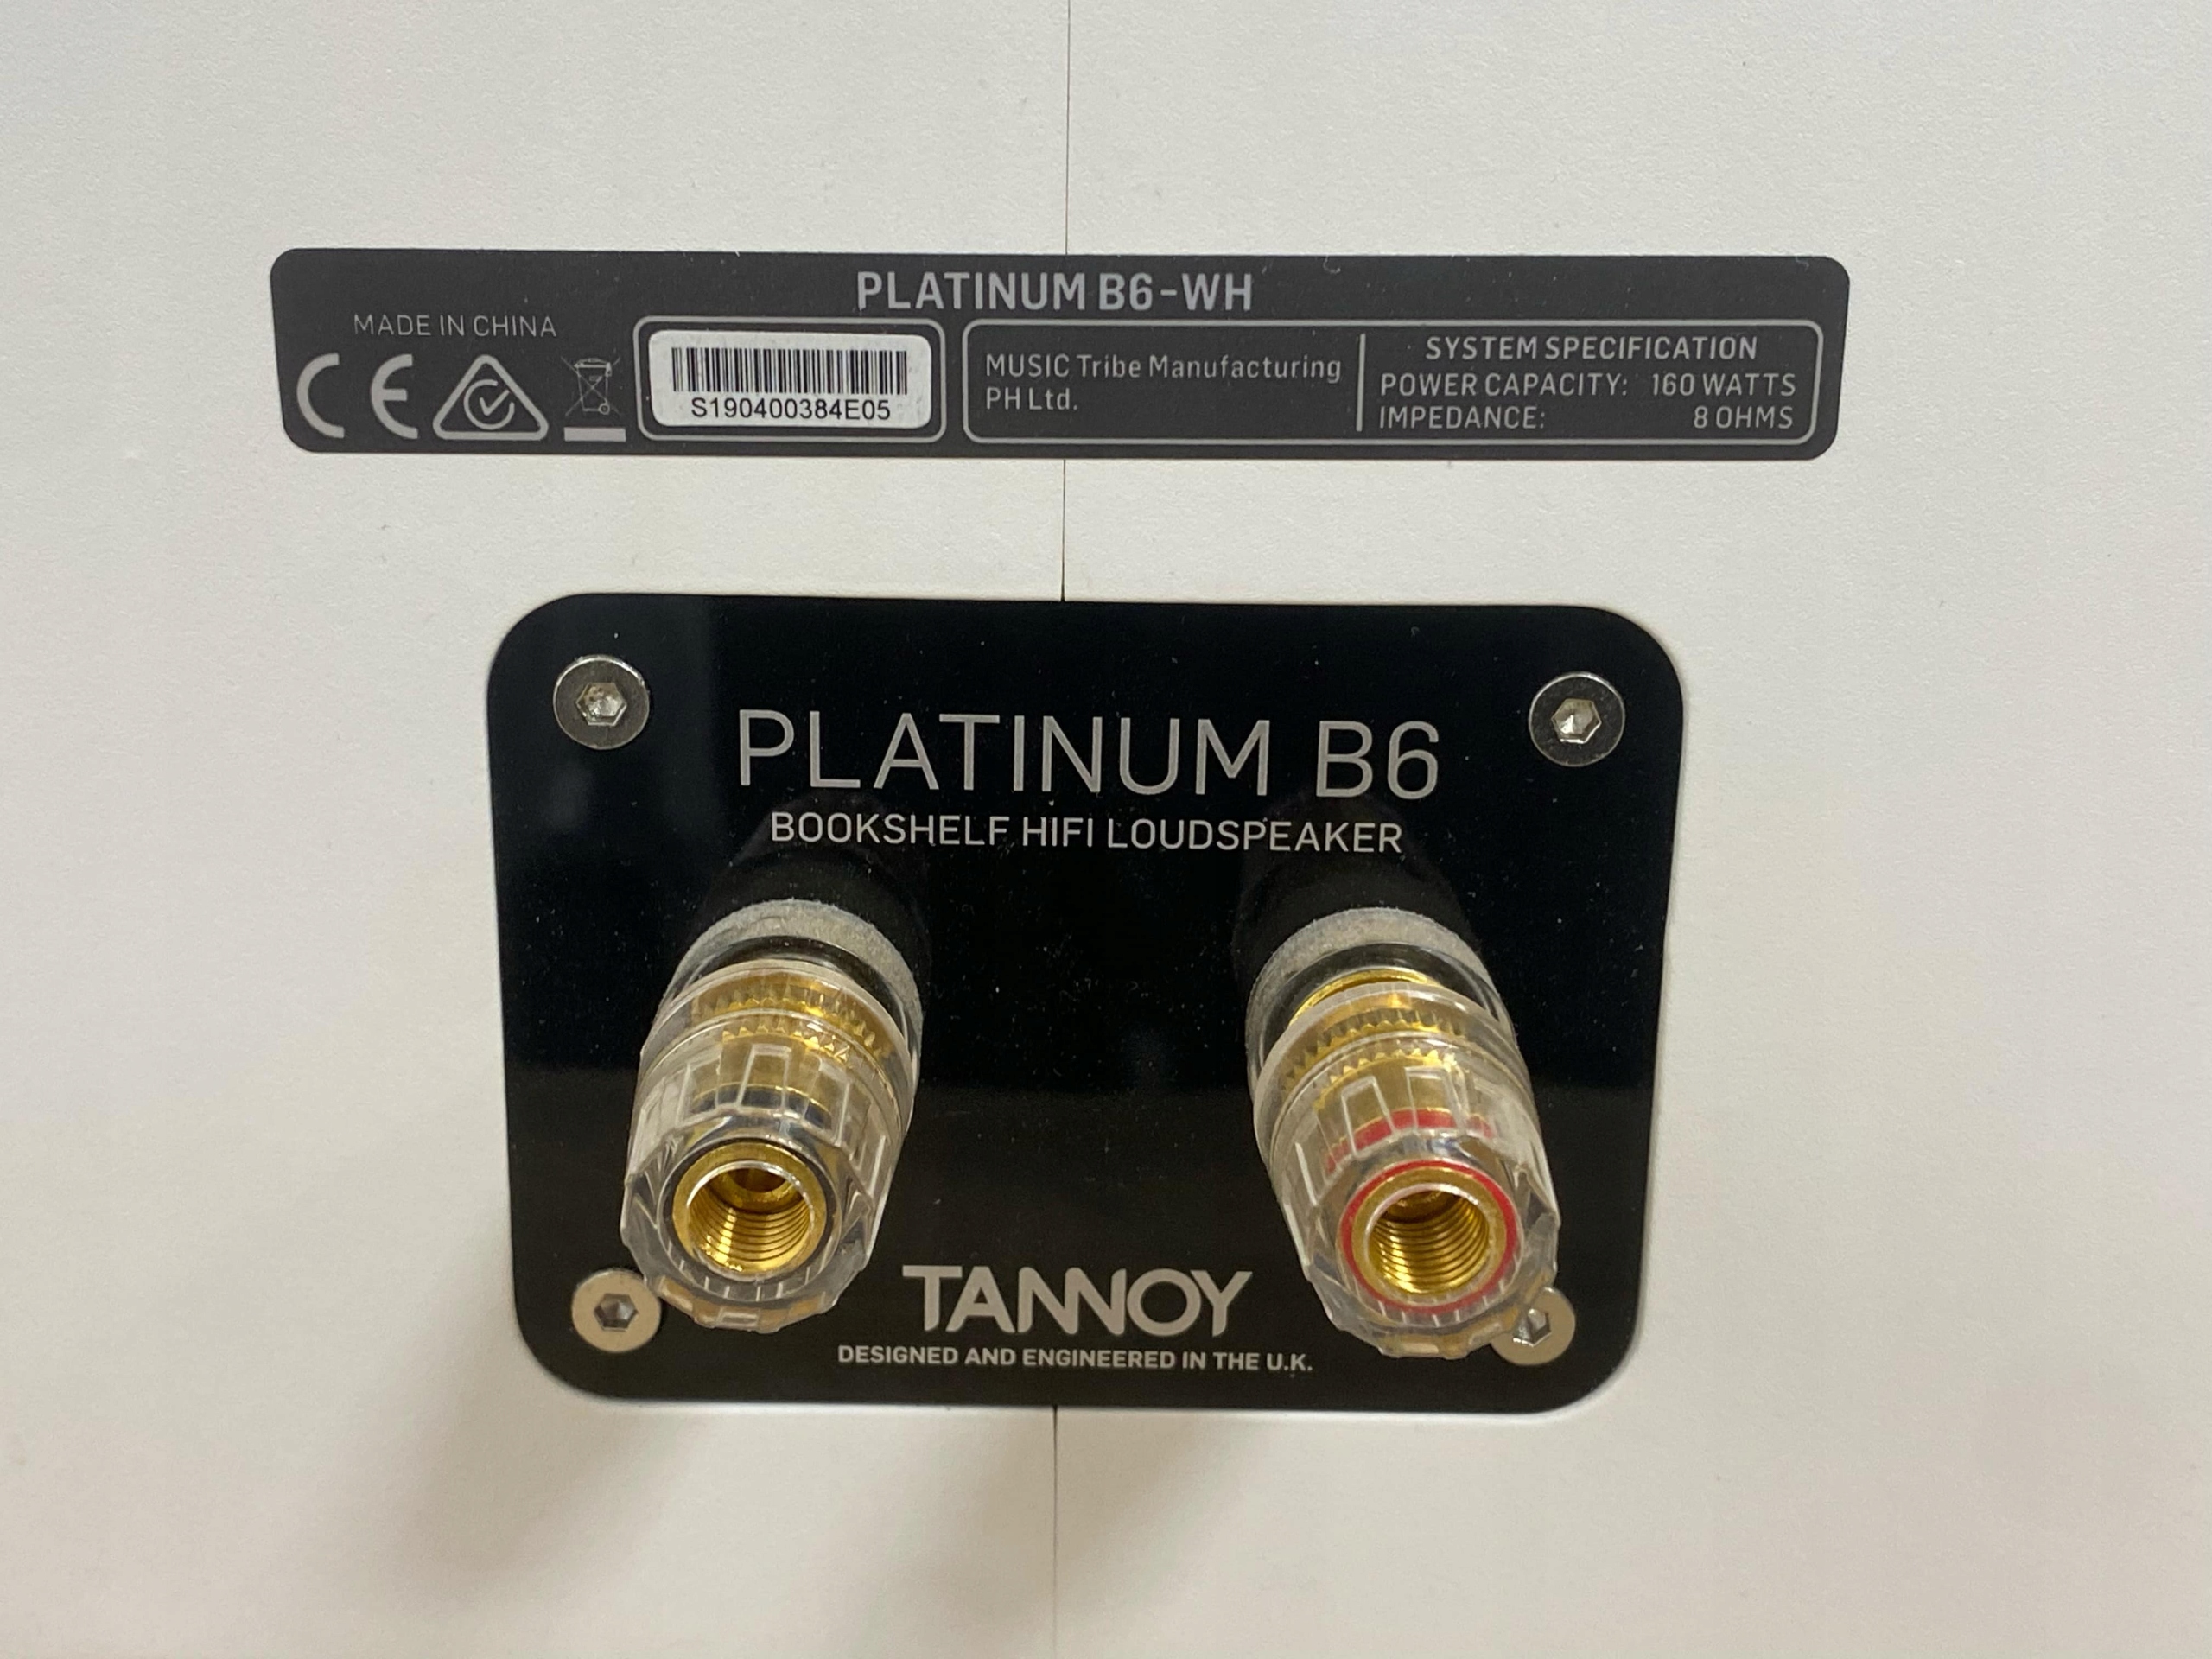 PLATINUM B6-WH
MADE IN CHINA
CE
S190400384E05
MUSIC Tribe Manufacturing
PH Ltd.
SYSTEM SPECIFICATION
POWER CAPACITY: 160 WATTS
IMPEDANCE: 8 OHMS
PLATINUM B6
BOOKSHELF HIFI LOUDSPEAKER
TANNOY
DESIGNED AND ENGINEERED IN THE U.K.